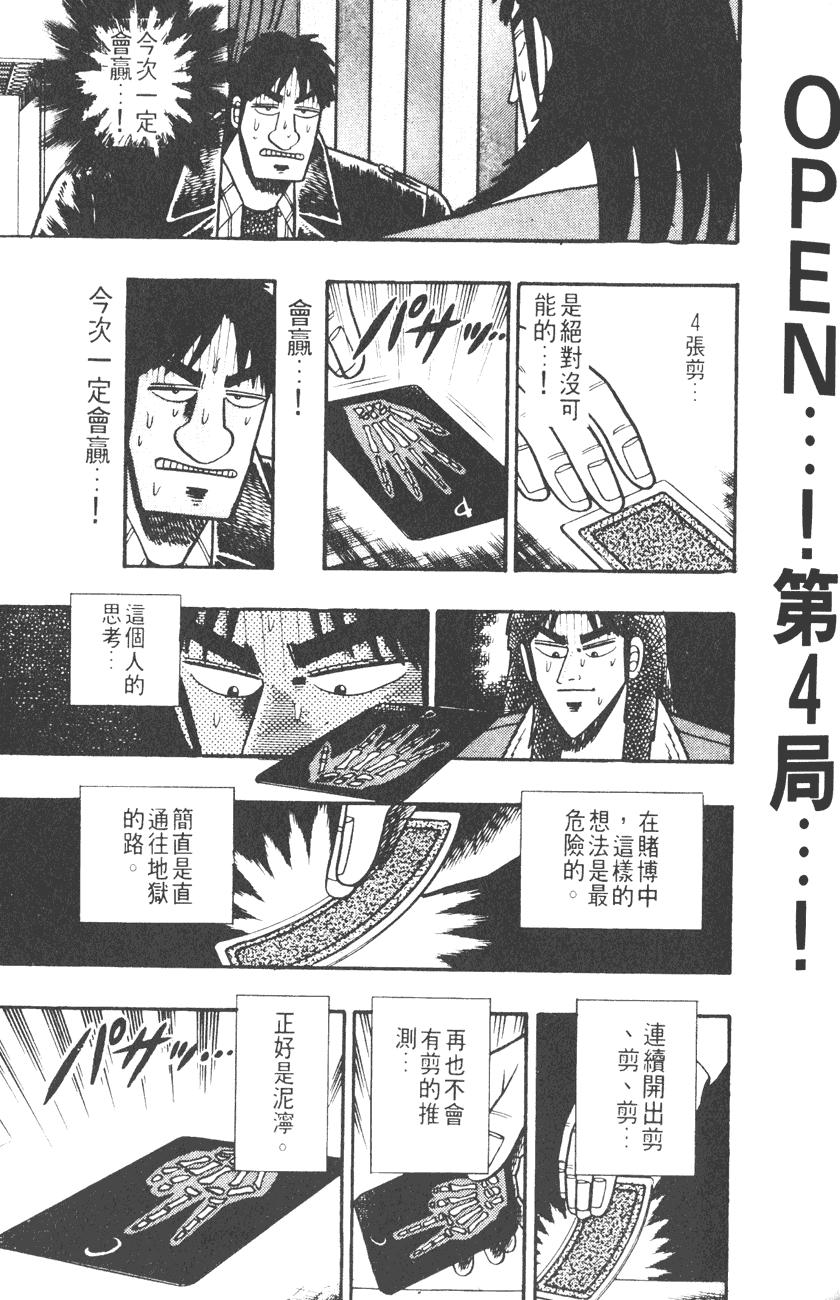 OPEN…！第4局…！
今次一定
會贏…！
4張剪…
是絕對沒可
能的…！
パサッ…
會贏…！
今次一定會贏…！
這個人的
思考…
在賭博中
，這樣的
想法是最
危險的。
簡直是直
通往地獄
的路。
連續開出剪
、剪、剪…
再也不會
有剪的推
測…
正好是泥濘。
パサッ…